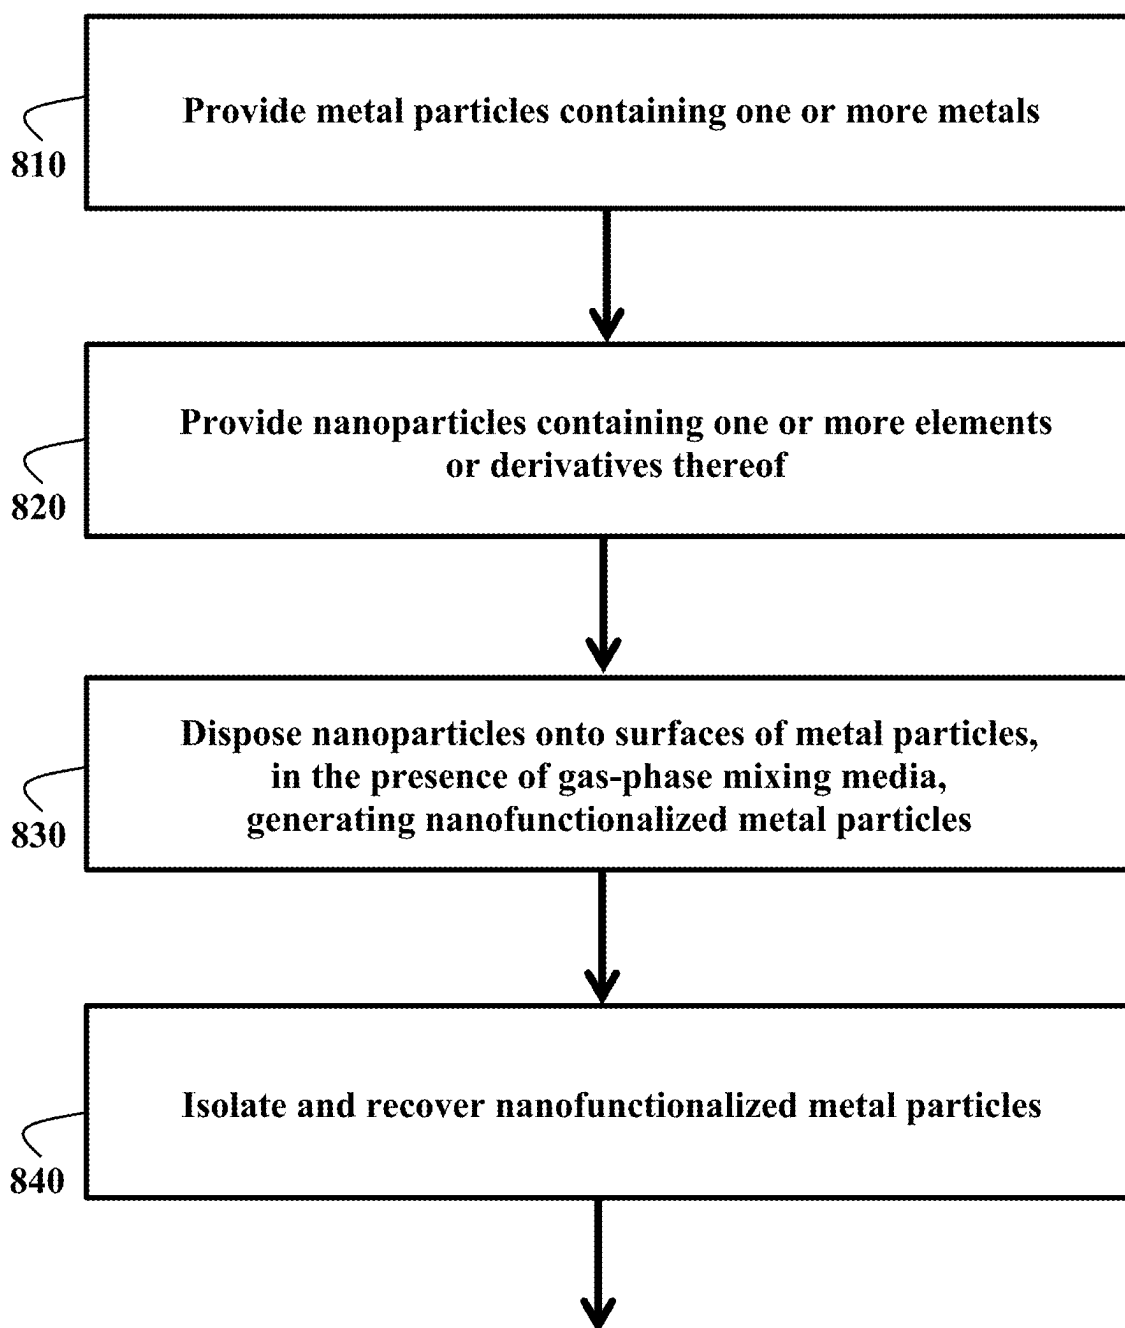 Provide metal particles containing one or more metals
810
Provide nanoparticles containing one or more elements
or derivatives thereof
820
Dispose nanoparticles onto surfaces of metal particles,
in the presence of gas-phase mixing media,
generating nanofunctionalized metal particles
830
Isolate and recover nanofunctionalized metal particles
840